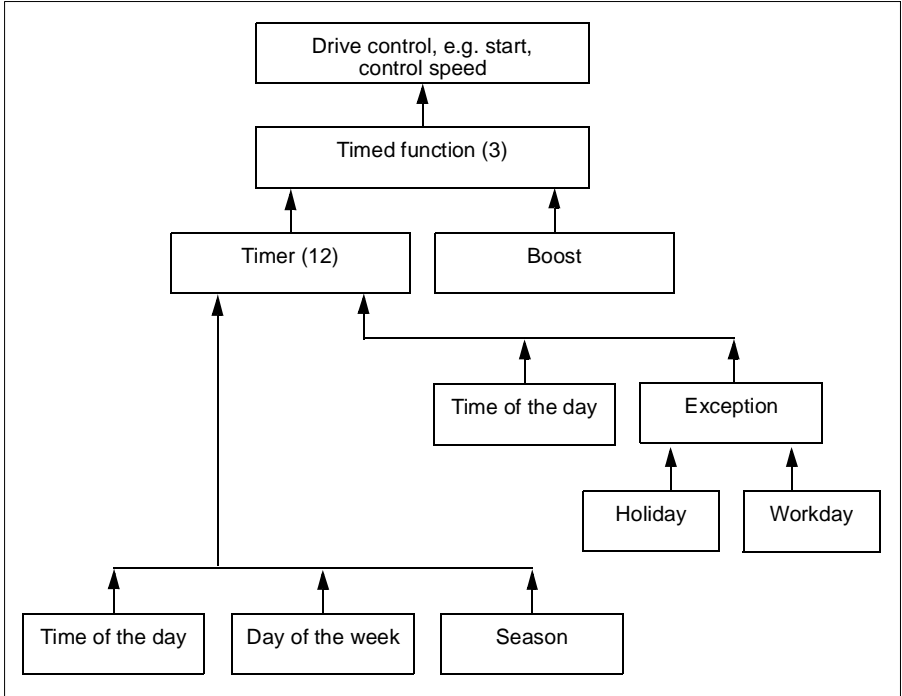 Drive control, e.g. start,
control speed
Timed function (3)
Timer (12)
Boost
Time of the day
Exception
Holiday
Workday
Time of the day
Day of the week
Season